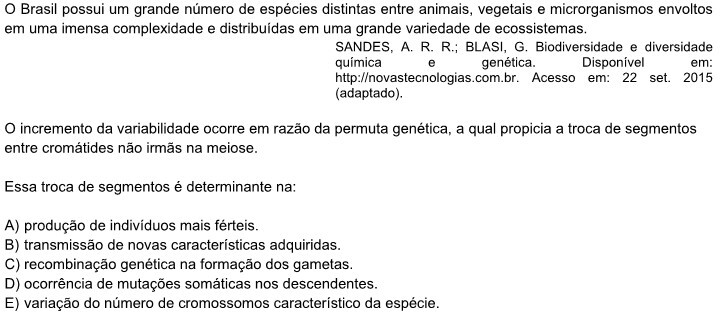 O Brasil possui um grande número de espécies distintas entre animais, vegetais e microrganismos envoltos
em uma imensa complexidade e distribuídas em uma grande variedade de ecossistemas.
SANDES, A. R. R.; BLASI, G. Biodiversidade e diversidade
química e genética. Disponível em:
http://novastecnologias.com.br. Acesso em: 22 set. 2015
(adaptado).
O incremento da variabilidade ocorre em razão da permuta genética, a qual propicia a troca de segmentos
entre cromátides não irmãs na meiose.
Essa troca de segmentos é determinante na:
A) produção de indivíduos mais férteis.
B) transmissão de novas características adquiridas.
C) recombinação genética na formação dos gametas.
D) ocorrência de mutações somáticas nos descendentes.
E) variação do número de cromossomos característico da espécie.